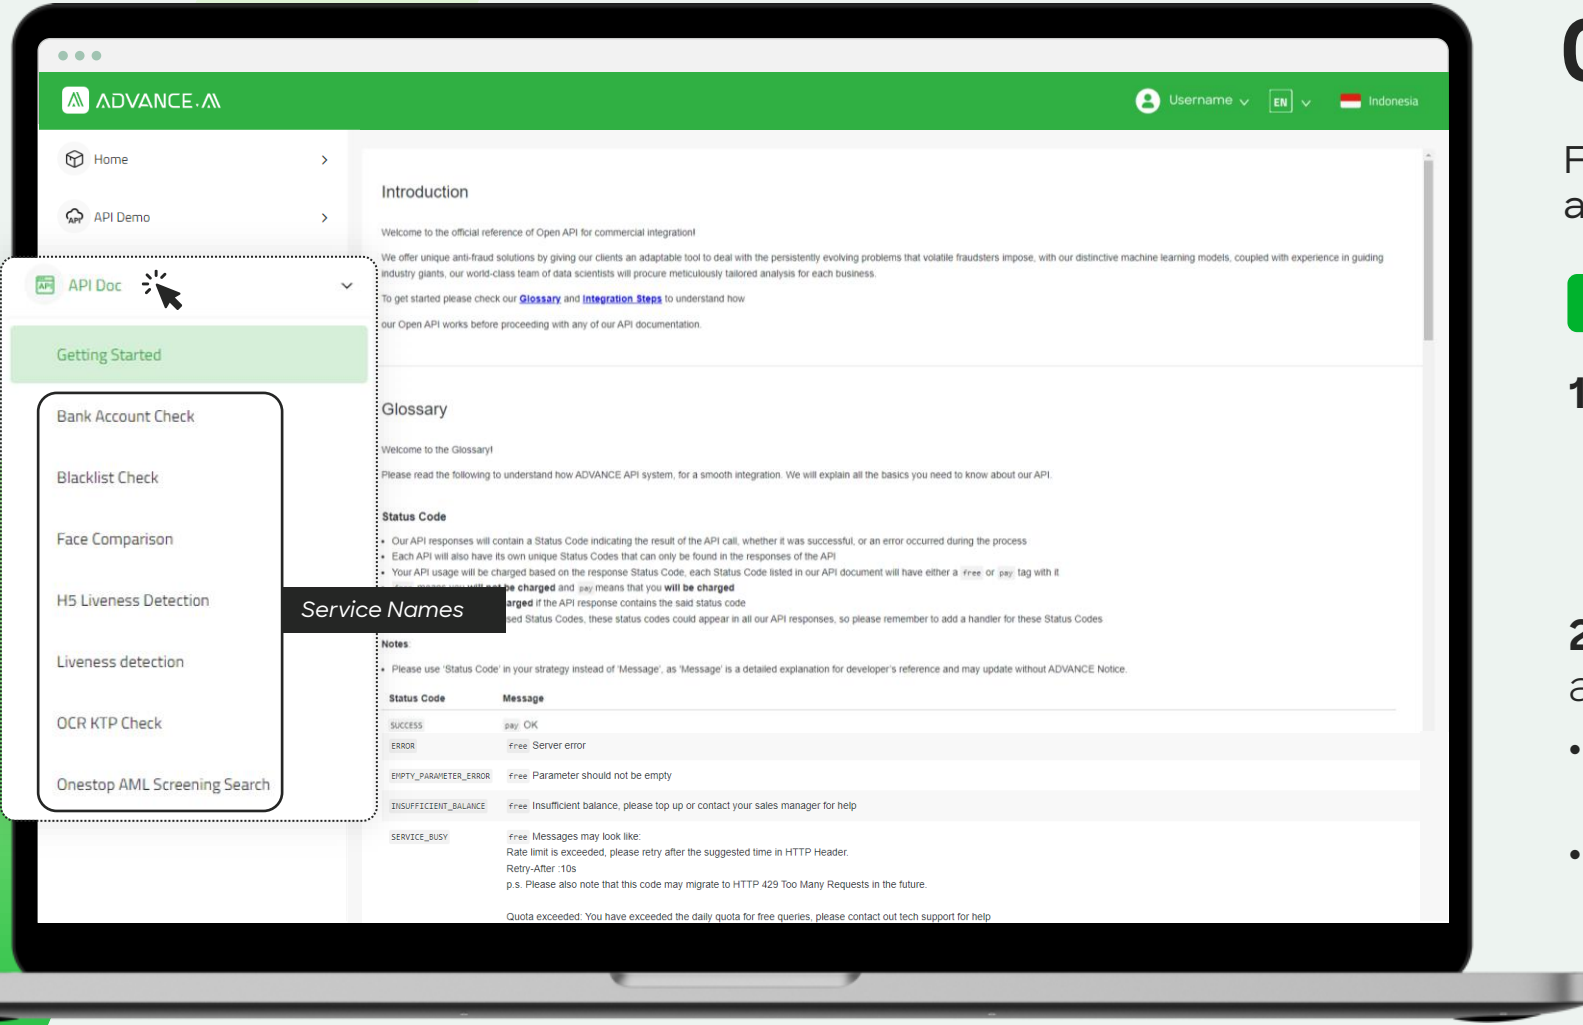 ADVANCE.AI
Username
EN
Indonesia
Home
API Demo
API Doc
Getting Started
Bank Account Check
Blacklist Check
Face Comparison
H5 Liveness Detection
Liveness detection
OCR KTP Check
Onestop AML Screening Search
Service Names
Introduction
Welcome to the official reference of Open API for commercial integration!
We offer unique anti-fraud solutions by giving our clients an adaptable tool to deal with the persistently evolving problems that volatile fraudsters impose, with our distinctive machine learning models, coupled with experience in guiding
industry giants, our world-class team of data scientists will procure meticulously tailored analysis for each business.
To get started please check our Glossary and Integration Steps to understand how
our Open API works before proceeding with any of our API documentation.
Glossary
Welcome to the Glossary!
Please read the following to understand how ADVANCE API system, for a smooth integration. We will explain all the basics you need to know about our API.
Status Code
• Our API responses will contain a Status Code indicating the result of the API call, whether it was successful, or an error occurred during the process
• Each API will also have its own unique Status Codes that can only be found in the responses of the API
• Your API usage will be charged based on the response Status Code, each Status Code listed in our API document will have either a free or pay tag with it
means you will not be charged and pay means that you will be charged
arged if the API response contains the said status code
sed Status Codes, these status codes could appear in all our API responses, so please remember to add a handler for these Status Codes
Notes:
• Please use 'Status Code' in your strategy instead of 'Message', as 'Message' is a detailed explanation for developer's reference and may update without ADVANCE Notice.
Status Code Message
SUCCESS pay OK
ERROR free Server error
EMPTY_PARAMETER_ERROR free Parameter should not be empty
INSUFFICIENT_BALANCE free Insufficient balance, please top up or contact your sales manager for help
SERVICE_BUSY free Messages may look like:
Rate limit is exceeded, please retry after the suggested time in HTTP Header.
Retry-After :10s
p.s. Please also note that this code may migrate to HTTP 429 Too Many Requests in the future.
Quota exceeded: You have exceeded the daily quota for free queries, please contact out tech support for help